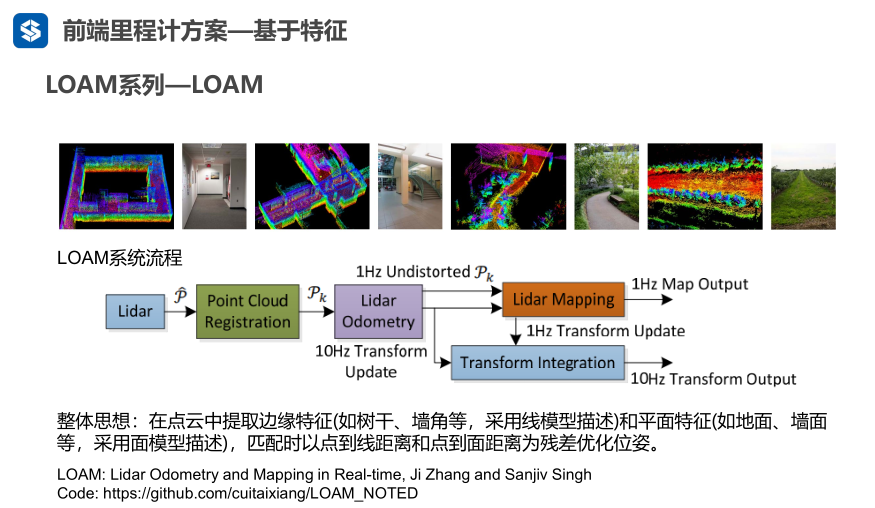 前端里程计方案—基于特征
LOAM系列—LOAM
LOAM系统流程
1Hz Undistorted 𝒫k
Lidar
𝒫̂
Point Cloud
Registration
𝒫k
Lidar
Odometry
Lidar Mapping
1Hz Map Output
1Hz Transform Update
10Hz Transform
Update
Transform Integration
10Hz Transform Output
整体思想：在点云中提取边缘特征(如树干、墙角等，采用线模型描述)和平面特征(如地面、墙面
等，采用面模型描述)，匹配时以点到线距离和点到面距离为残差优化位姿。
LOAM: Lidar Odometry and Mapping in Real-time, Ji Zhang and Sanjiv Singh
Code: https://github.com/cuitaixiang/LOAM_NOTED